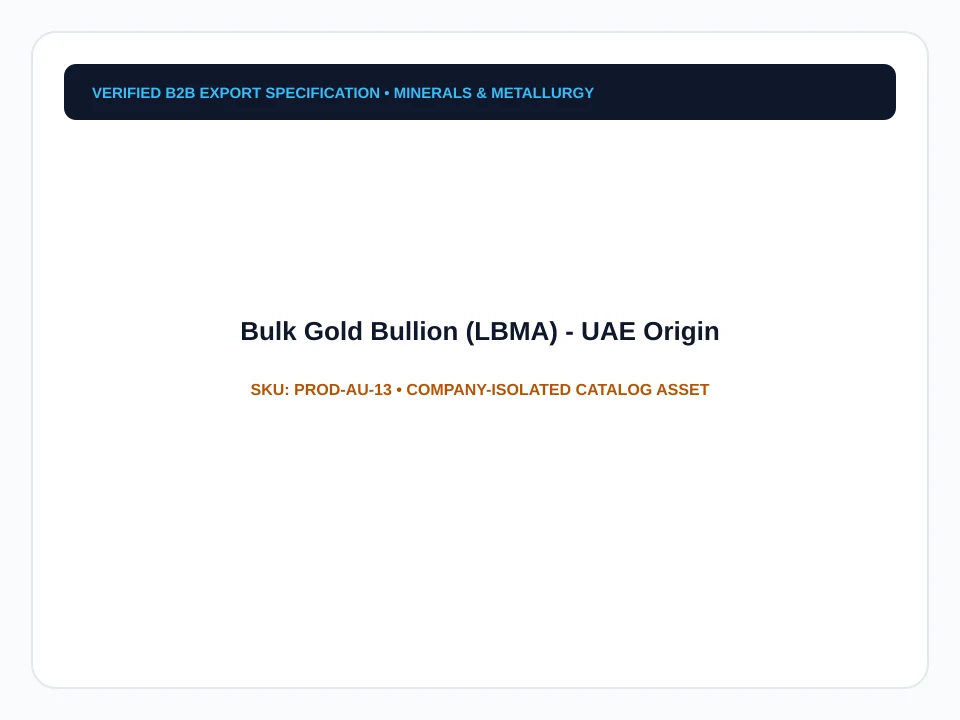 VERIFIED B2B EXPORT SPECIFICATION • MINERALS & METALLURGY
Bulk Gold Bullion (LBMA) - UAE Origin
SKU: PROD-AU-13 • COMPANY-ISOLATED CATALOG ASSET